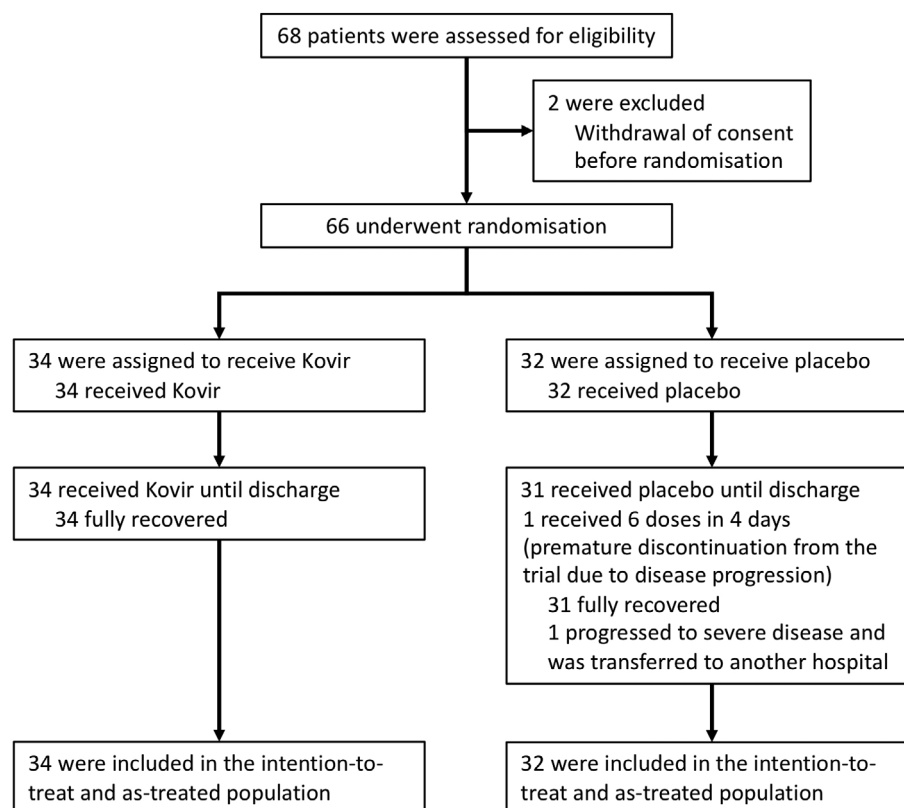 68 patients were assessed for eligibility
2 were excluded
Withdrawal of consent
before randomisation
66 underwent randomisation
34 were assigned to receive Kovir
34 received Kovir
32 were assigned to receive placebo
32 received placebo
34 received Kovir until discharge
34 fully recovered
31 received placebo until discharge
1 received 6 doses in 4 days
(premature discontinuation from the
trial due to disease progression)
31 fully recovered
1 progressed to severe disease and
was transferred to another hospital
34 were included in the intention-to-
treat and as-treated population
32 were included in the intention-to-
treat and as-treated population